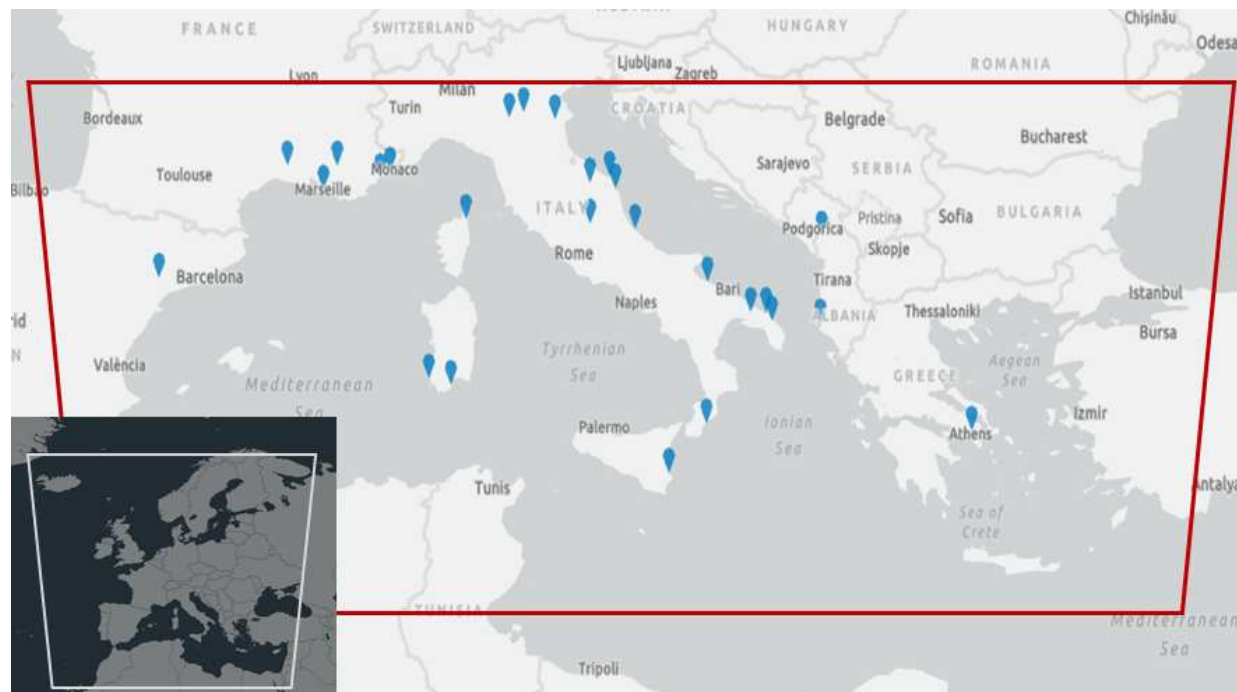 Chișinău
FRANCE
SWITZERLAND
HUNGARY
Odesa
Ljubljana
Zagreb
ROMANIA
Lyon
Milan
Turin
CROATIA
Bordeaux
Belgrade
Bucharest
Sarajevo
SERBIA
Toulouse
Monaco
Bilbao
Marseille
ITALY
Podgorica
Pristina
Sofia
BULGARIA
Skopje
Rome
Barcelona
Tirana
Bari
Istanbul
Naples
ALBANIA
Thessaloniki
Bursa
València
Tyrrhenian
Sea
Aegean
Sea
GREECE
Mediterranean
Sea
Izmir
Palermo
Ionian
Sea
Athens
Tunis
Antalya
Sea of
Crete
TUNISIA
Mediterranean
Sea
Tripoli